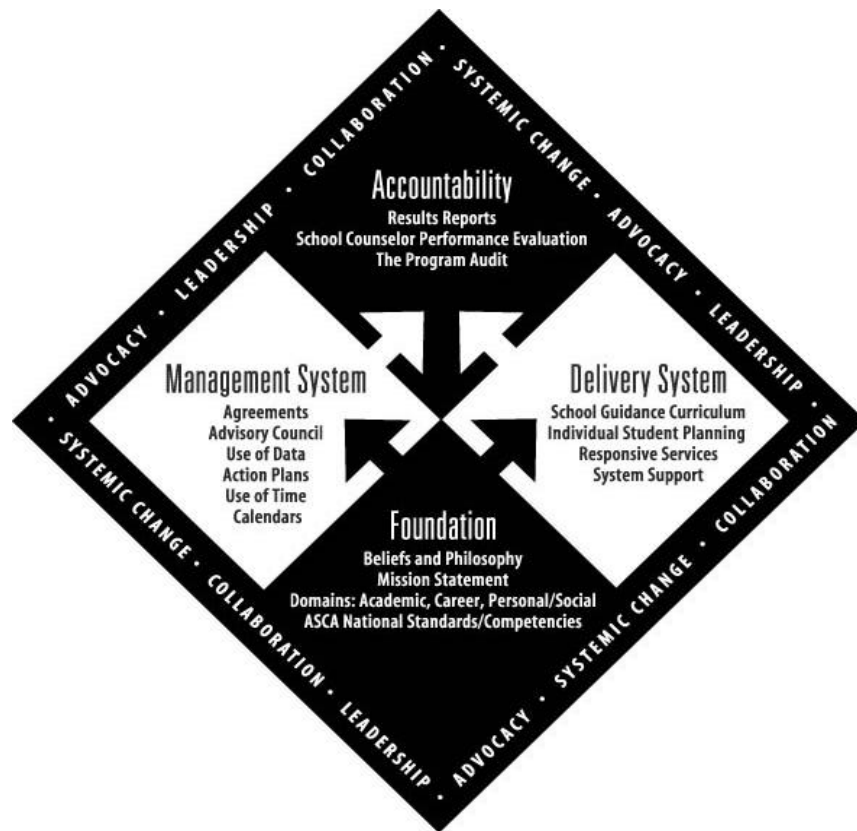 ADVOCACY • LEADERSHIP • COLLABORATION •
SYSTEMIC CHANGE • ADVOCACY • LEADERSHIP •
Accountability
Results Reports
School Counselor Performance Evaluation
The Program Audit
Management System
Agreements
Advisory Council
Use of Data
Action Plans
Use of Time
Calendars
Delivery System
School Guidance Curriculum
Individual Student Planning
Responsive Services
System Support
Foundation
Beliefs and Philosophy
Mission Statement
Domains: Academic, Career, Personal/Social
ASCA National Standards/Competencies
• SYSTEMIC CHANGE • COLLABORATION • LEADERSHIP •
ADVOCACY • SYSTEMIC CHANGE • COLLABORATION